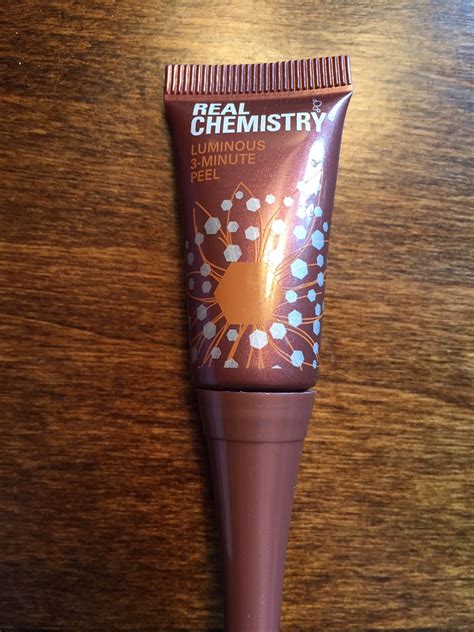 REAL
CHEMISTRY
LUMINOUS
3-MINUTE
PEEL